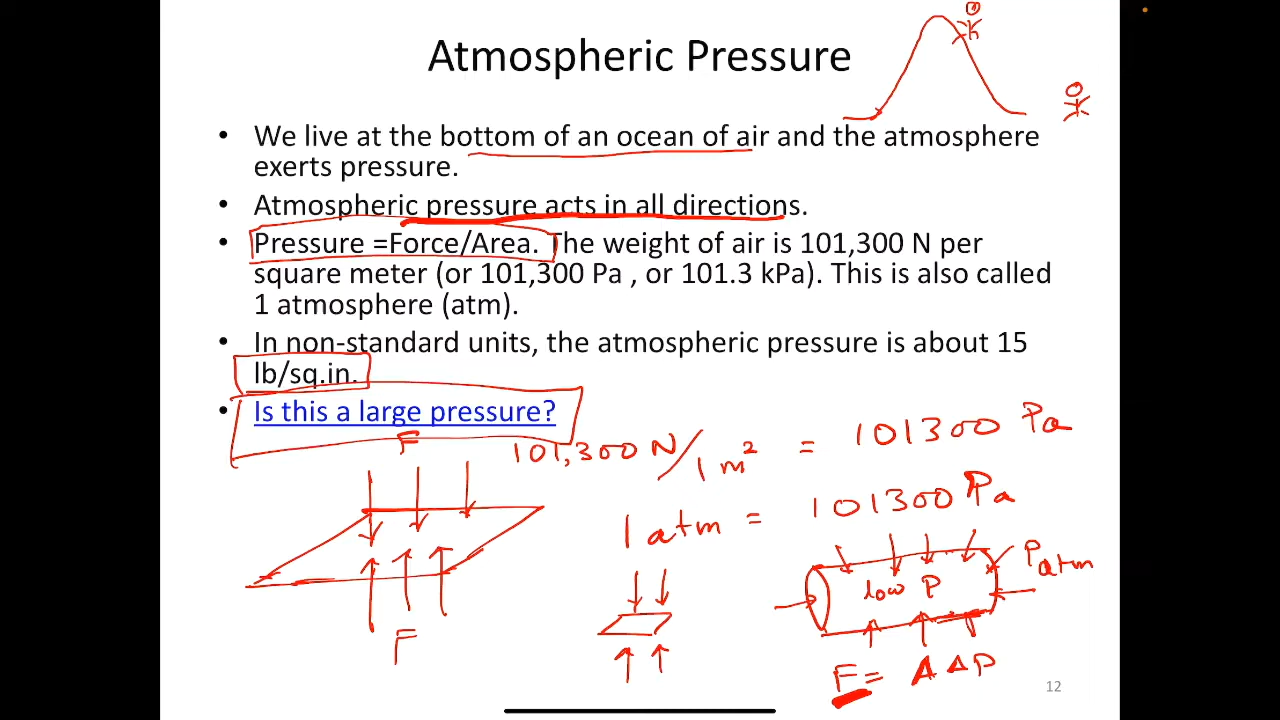 Atmospheric Pressure
• We live at the bottom of an ocean of air and the atmosphere
exerts pressure.
• Atmospheric pressure acts in all directions.
• Pressure =Force/Area. The weight of air is 101,300 N per
square meter (or 101,300 Pa , or 101.3 kPa). This is also called
1 atmosphere (atm).
• In non-standard units, the atmospheric pressure is about 15
lb/sq.in.
• Is this a large pressure?
F
101,300 N/1 m² = 101300 Pa
1 atm = 101300 Pa
Patm
low P
F
F = A ΔP
12